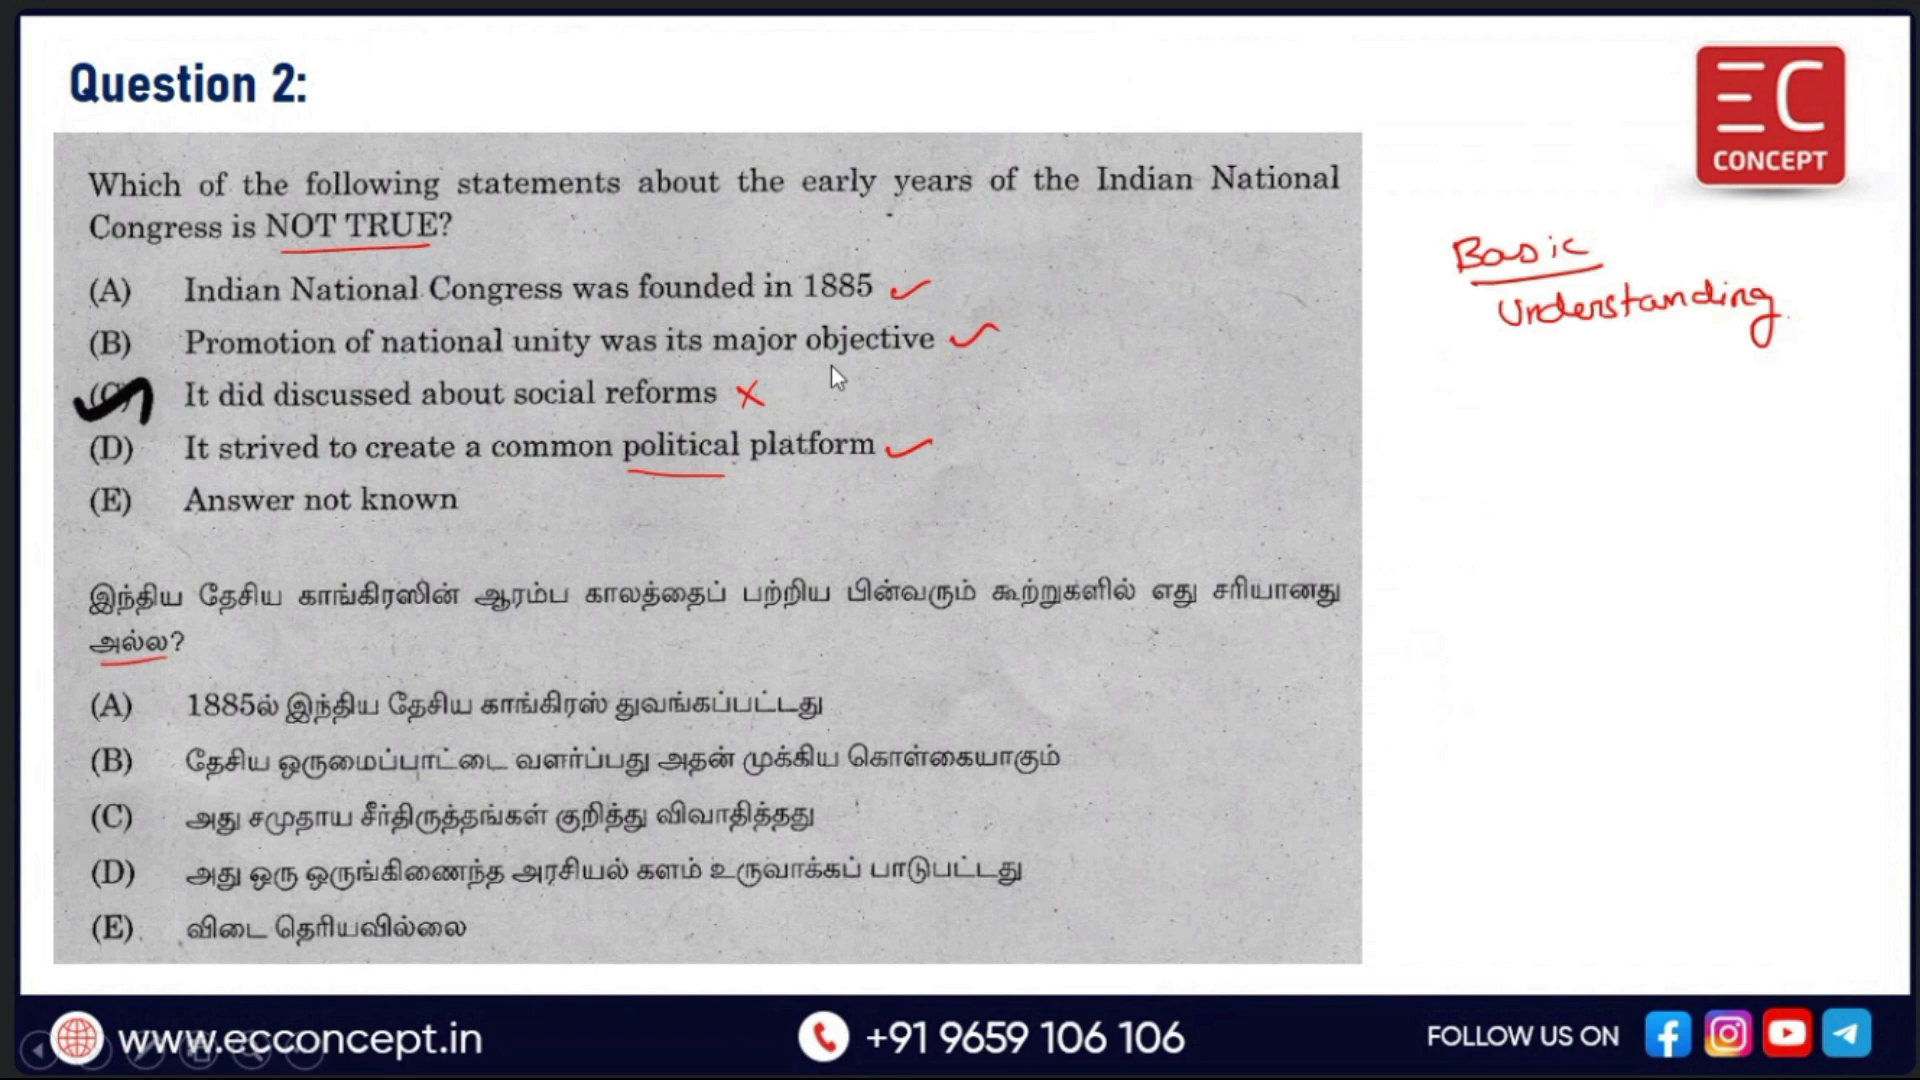 Question 2:
EC
CONCEPT
Which of the following statements about the early years of the Indian National
Congress is NOT TRUE?
(A) Indian National Congress was founded in 1885
(B) Promotion of national unity was its major objective
(C) It did discussed about social reforms
(D) It strived to create a common political platform
(E) Answer not known
Basic
Understanding
இந்திய தேசிய காங்கிரஸின் ஆரம்ப காலத்தைப் பற்றிய பின்வரும் கூற்றுகளில் எது சரியானது
அல்ல?
(A) 1885ல் இந்திய தேசிய காங்கிரஸ் துவங்கப்பட்டது
(B) தேசிய ஒருமைப்பாட்டை வளர்ப்பது அதன் முக்கிய கொள்கையாகும்
(C) அது சமுதாய சீர்திருத்தங்கள் குறித்து விவாதித்தது
(D) அது ஒரு ஒருங்கிணைந்த அரசியல் களம் உருவாக்கப் பாடுபட்டது
(E) விடை தெரியவில்லை
www.ecconcept.in
+91 9659 106 106
FOLLOW US ON